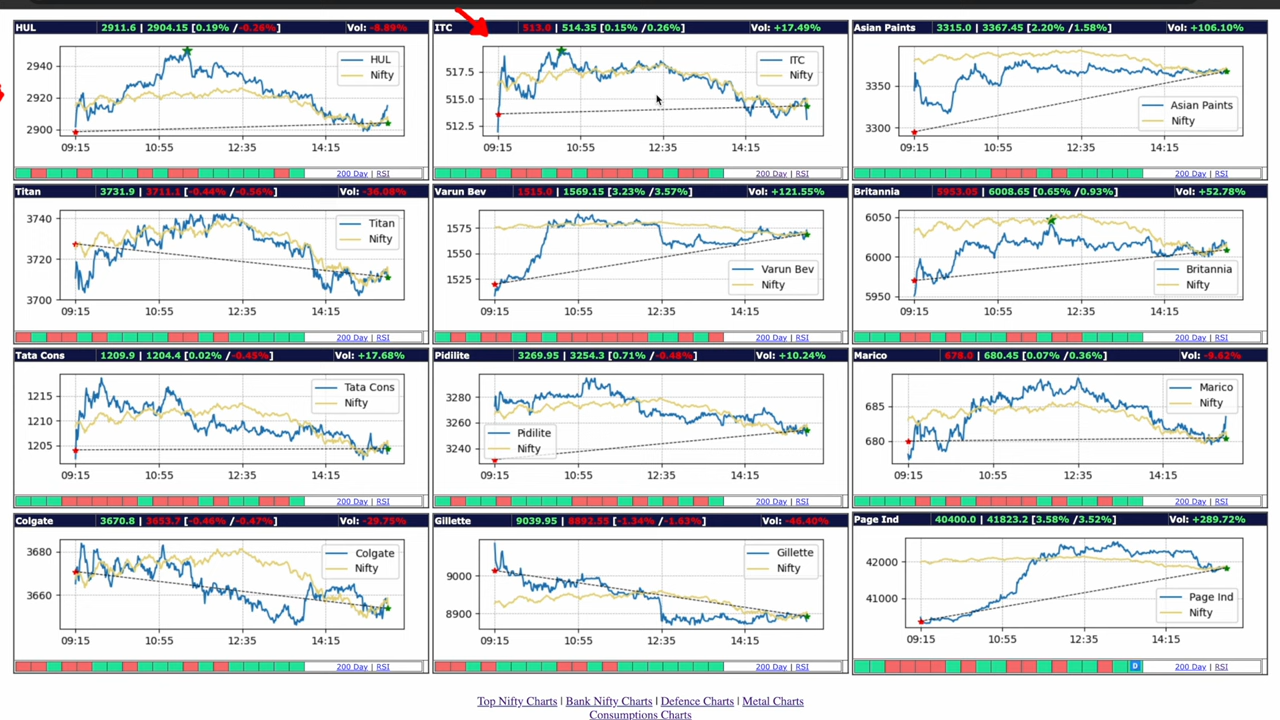 HUL 2911.6 | 2904.15 [0.19% /-0.26%] Vol: -8.89%
2940
2920
2900
HUL
Nifty
09:15 10:55 12:35 14:15
200 Day | RSI
ITC 513.0 | 514.35 [0.15% /0.26%] Vol: +17.49%
517.5
515.0
512.5
ITC
Nifty
09:15 10:55 12:35 14:15
200 Day | RSI
Asian Paints 3315.0 | 3367.45 [2.20% /1.58%] Vol: +106.10%
3350
3300
Asian Paints
Nifty
09:15 10:55 12:35 14:15
200 Day | RSI
Titan 3731.9 | 3711.1 [-0.44% /-0.56%] Vol: -36.08%
3740
3720
3700
Titan
Nifty
09:15 10:55 12:35 14:15
200 Day | RSI
Varun Bev 1515.0 | 1569.15 [3.23% /3.57%] Vol: +121.55%
1575
1525
Varun Bev
Nifty
09:15 10:55 12:35 14:15
200 Day | RSI
Britannia 5953.05 | 6008.65 [0.65% /0.93%] Vol: +52.78%
6050
6000
5950
Britannia
Nifty
09:15 10:55 12:35 14:15
200 Day | RSI
Tata Cons 1209.9 | 1204.4 [0.02% /-0.45%] Vol: +17.68%
1215
1210
1205
Tata Cons
Nifty
09:15 10:55 12:35 14:15
200 Day | RSI
Pidilite 3269.95 | 3254.3 [0.71% /-0.48%] Vol: +10.24%
3280
3260
3240
Pidilite
Nifty
09:15 10:55 12:35 14:15
200 Day | RSI
Marico 678.0 | 680.45 [0.07% /0.36%] Vol: -9.62%
685
680
Marico
Nifty
09:15 10:55 12:35 14:15
200 Day | RSI
Colgate 3670.8 | 3653.7 [-0.46% /-0.47%] Vol: -29.75%
3680
3660
Colgate
Nifty
09:15 10:55 12:35 14:15
200 Day | RSI
Gillette 9039.95 | 8892.55 [-1.34% /-1.63%] Vol: -46.40%
9000
8900
Gillette
Nifty
09:15 10:55 12:35 14:15
200 Day | RSI
Page Ind 40400.0 | 41823.2 [3.58% /3.52%] Vol: +289.72%
42000
41000
Page Ind
Nifty
09:15 10:55 12:35 14:15
D 200 Day | RSI
Top Nifty Charts | Bank Nifty Charts | Defence Charts | Metal Charts
Consumptions Charts